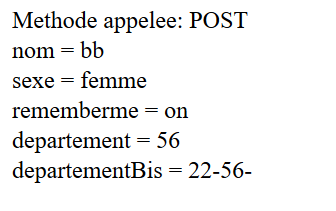 Methode appelee: POST
nom = bb
sexe = femme
rememberme = on
departement = 56
departementBis = 22-56-